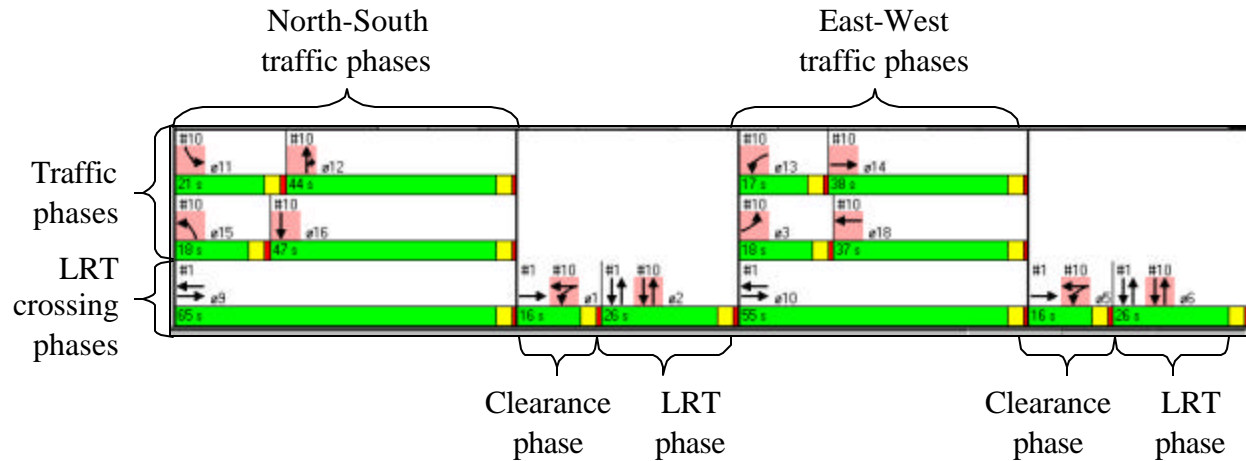 North-South
traffic phases
East-West
traffic phases
Traffic
phases
LRT
crossing
phases
#10 ø11 #10 ø12
21 s 44 s
#10 ø15 #10 ø16
18 s 47 s
#1 ø9
65 s
#1 #10 ø1 #1 #10 ø2
16 s 26 s
#10 ø13 #10 ø14
17 s 38 s
#10 ø3 #10 ø18
18 s 37 s
#1 ø10
55 s
#1 #10 ø5 #1 #10 ø6
16 s 26 s
Clearance
phase
LRT
phase
Clearance
phase
LRT
phase